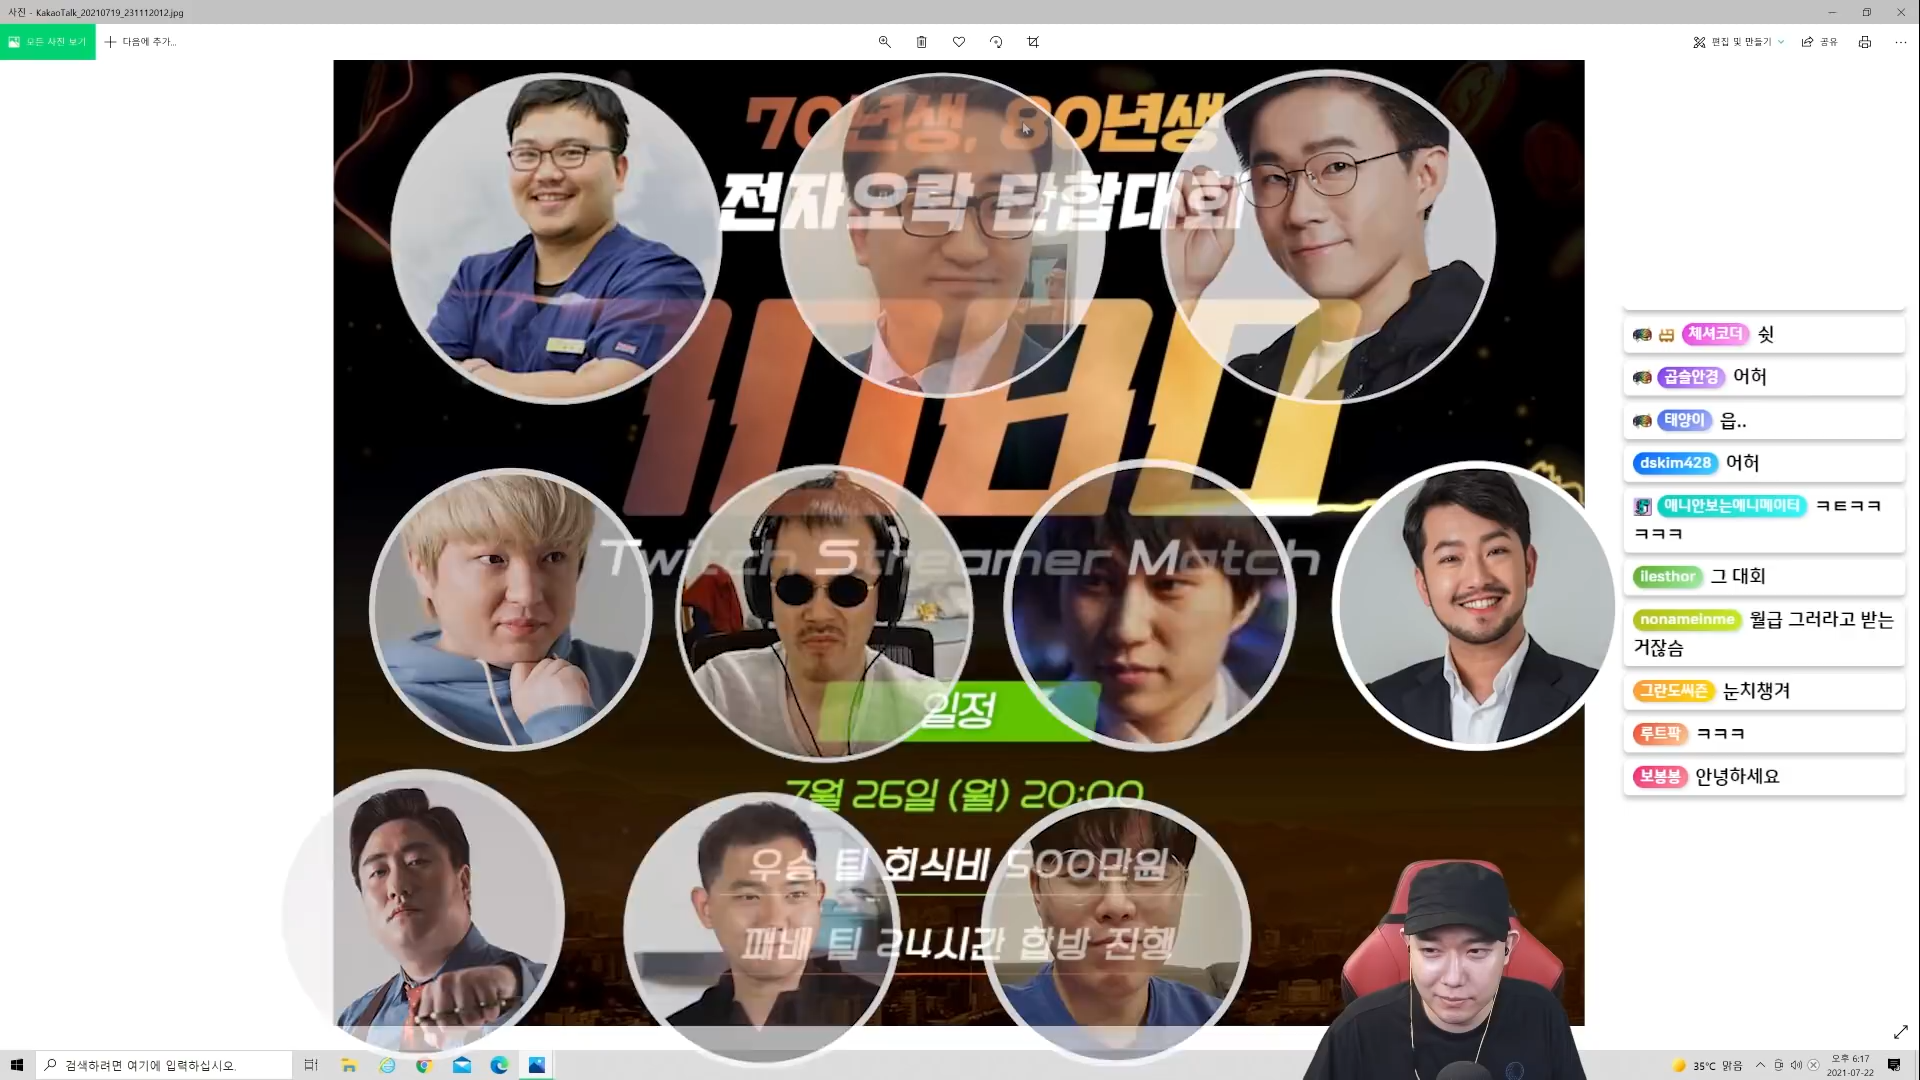 사진 - KakaoTalk_20210719_231112012.jpg
모든 사진 보기
다음에 추가...
편집 및 만들기
공유
70년생, 80년생
전자오락 단합대회
7080
Twitch Streamer Match
일정
7월 26일 (월) 20:00
우승 팀 회식비 500만원
패배 팀 24시간 합방 진행
체셔코더 쉿
곱슬안경 어허
태양이 읍..
dskim428 어허
애니안보는애니메이터 ㅋㅌㅋㅋ
ㅋㅋㅋ
ilesthor 그 대회
nonameinme 월급 그러라고 받는
거잖슴
그란도씨즌 눈치챙겨
루트팍 ㅋㅋㅋ
보봉봉 안녕하세요
검색하려면 여기에 입력하십시오.
35°C 맑음
오후 6:17
2021-07-22